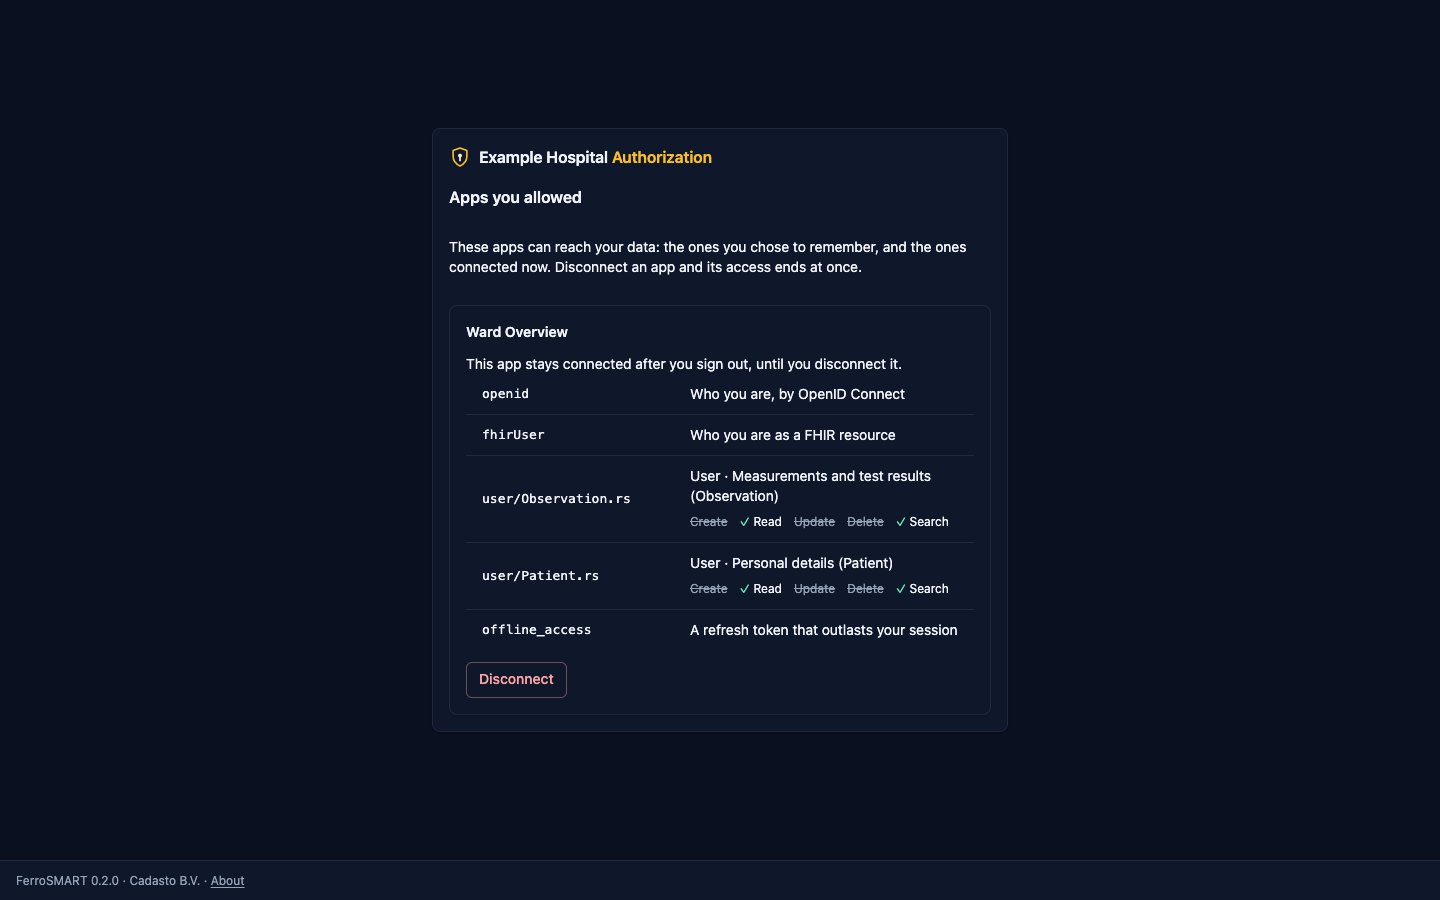 Example Hospital Authorization
Apps you allowed
These apps can reach your data: the ones you chose to remember, and the ones
connected now. Disconnect an app and its access ends at once.
Ward Overview
This app stays connected after you sign out, until you disconnect it.
openid Who you are, by OpenID Connect
fhirUser Who you are as a FHIR resource
user/Observation.rs User · Measurements and test results
(Observation)
Create ✓ Read Update Delete ✓ Search
user/Patient.rs User · Personal details (Patient)
Create ✓ Read Update Delete ✓ Search
offline_access A refresh token that outlasts your session
Disconnect
FerroSMART 0.2.0 · Cadasto B.V. · About